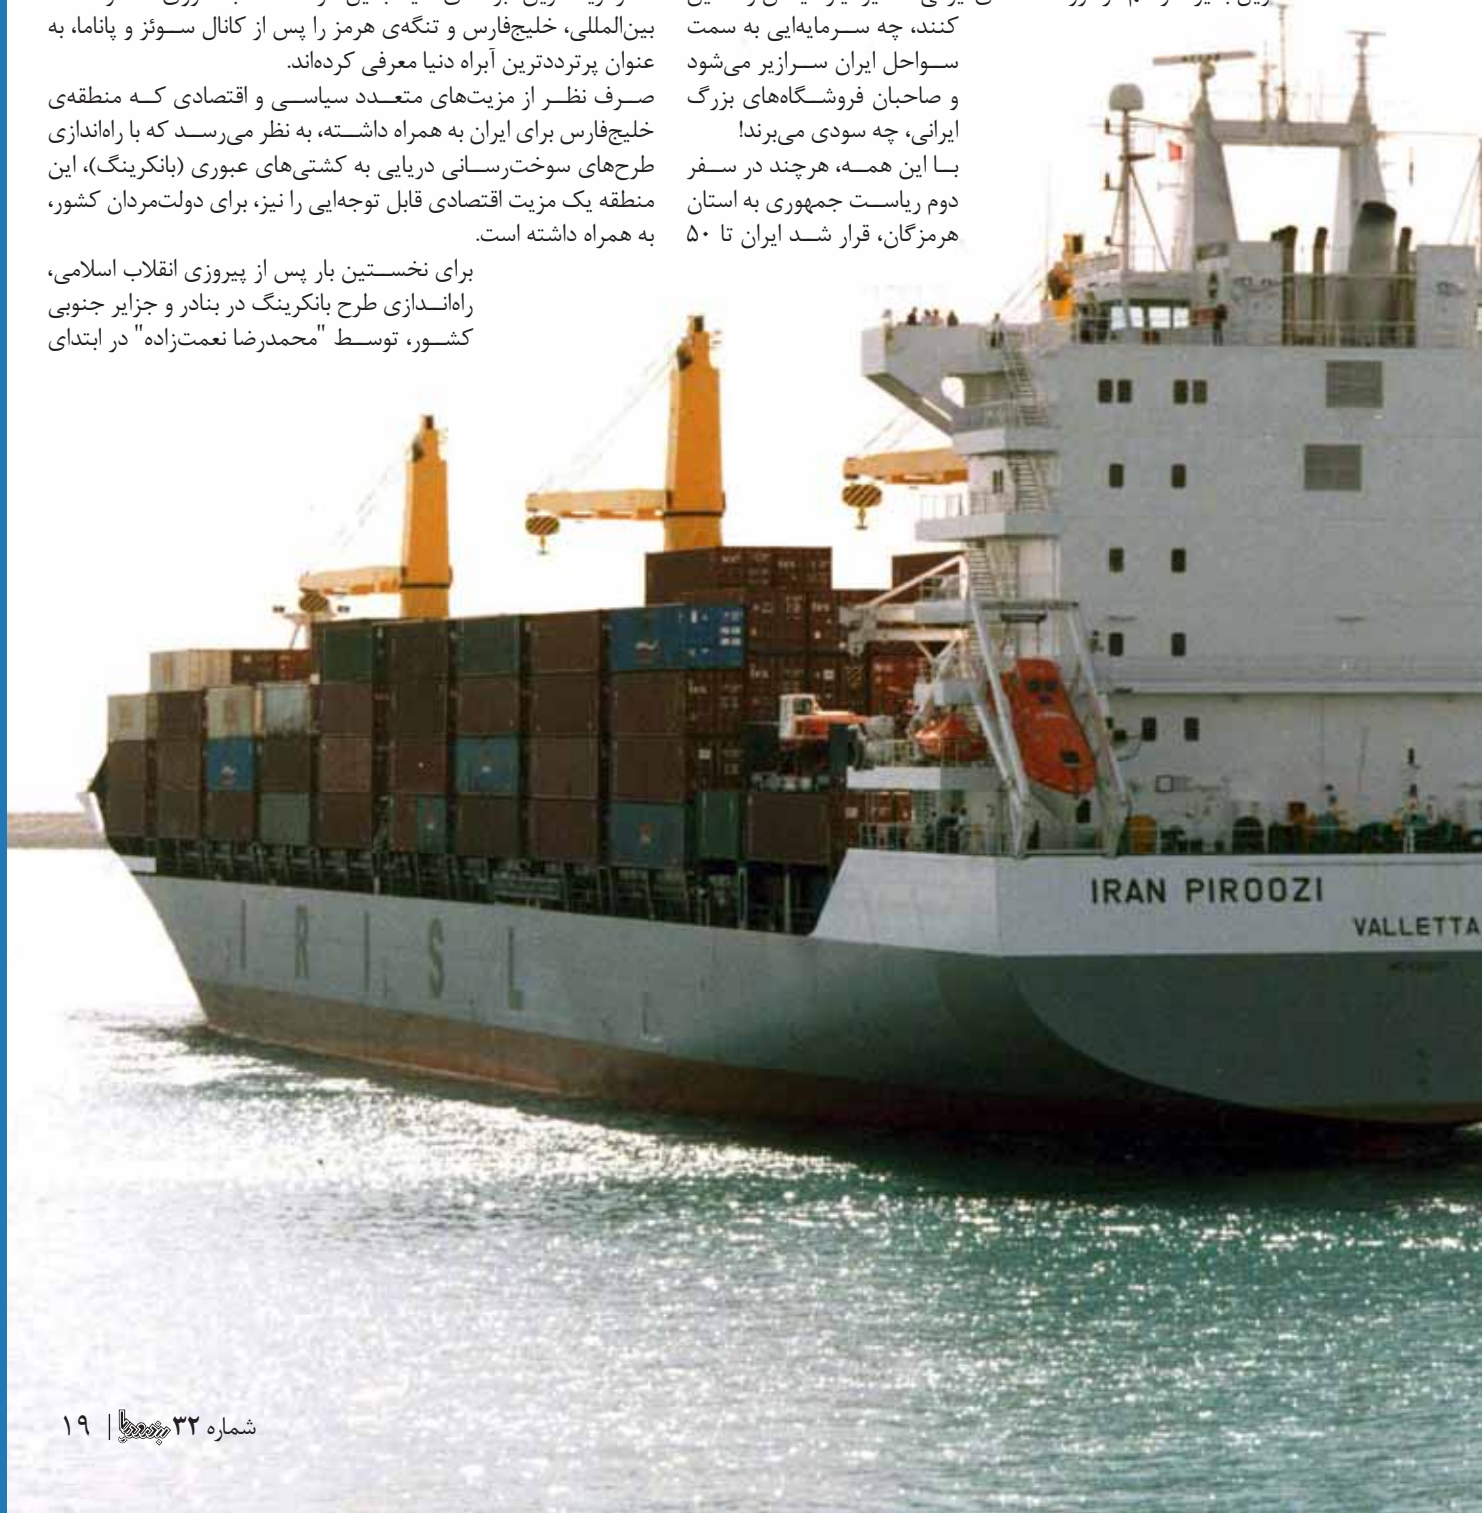 کنند، چه سرمایه‌ایی به سمت
سواحل ایران سرازیر می‌شود
و صاحبان فروشگاه‌های بزرگ
ایرانی، چه سودی می‌برند!
با این همه، هرچند در سفر
دوم ریاست جمهوری به استان
هرمزگان، قرار شد ایران تا ۵۰
بین‌المللی، خلیج‌فارس و تنگه‌ی هرمز را پس از کانال سوئز و پاناما، به
عنوان پرترددترین آبراه دنیا معرفی کرده‌اند.
صرف نظر از مزیت‌های متعدد سیاسی و اقتصادی که منطقه‌ی
خلیج‌فارس برای ایران به همراه داشته، به نظر می‌رسد که با راه‌اندازی
طرح‌های سوخت‌رسانی دریایی به کشتی‌های عبوری (بانکرینگ)، این
منطقه یک مزیت اقتصادی قابل توجه‌ایی را نیز، برای دولت‌مردان کشور،
به همراه داشته است.
برای نخستین بار پس از پیروزی انقلاب اسلامی،
راه‌اندازی طرح بانکرینگ در بنادر و جزایر جنوبی
کشور، توسط "محمدرضا نعمت‌زاده" در ابتدای
IRAN PIROOZI
VALLETTA
I R I S L
شماره ۳۲ | ۱۹